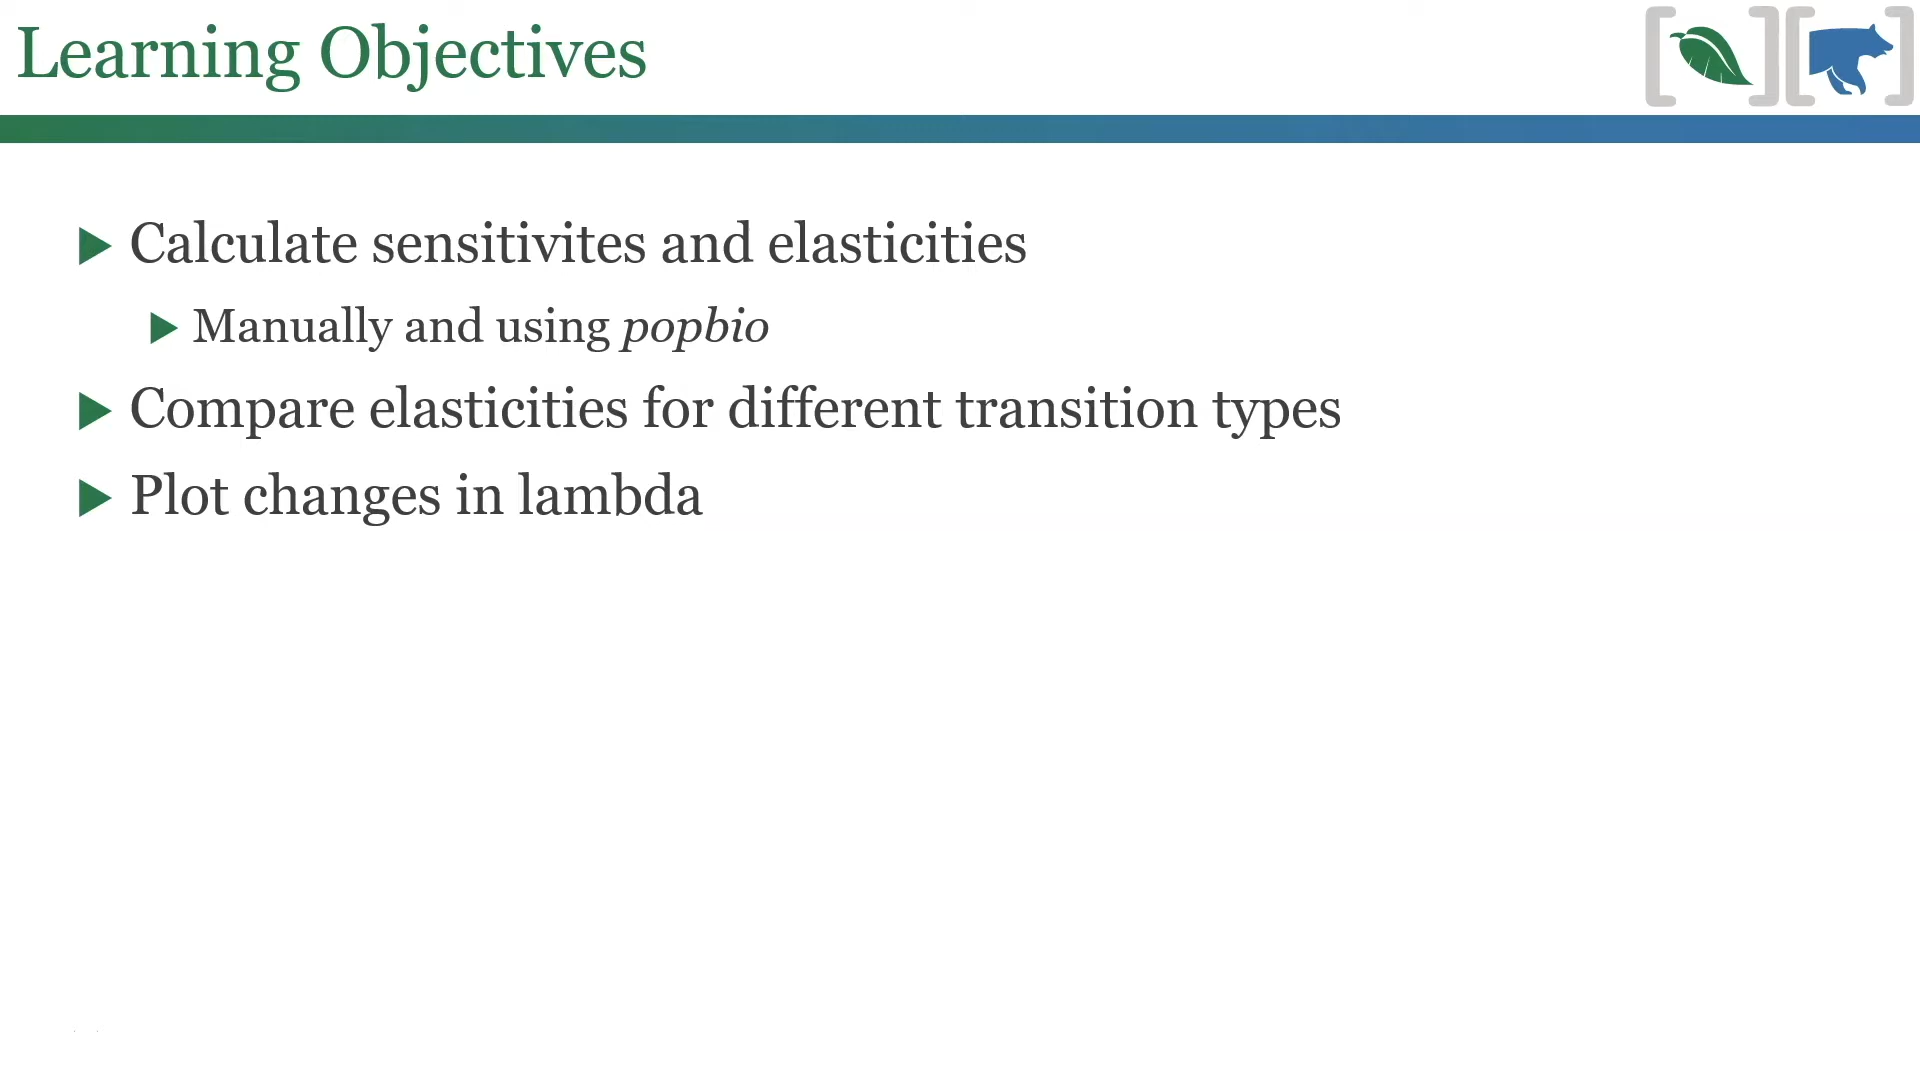 Learning Objectives
Calculate sensitivites and elasticities
Manually and using popbio
Compare elasticities for different transition types
Plot changes in lambda